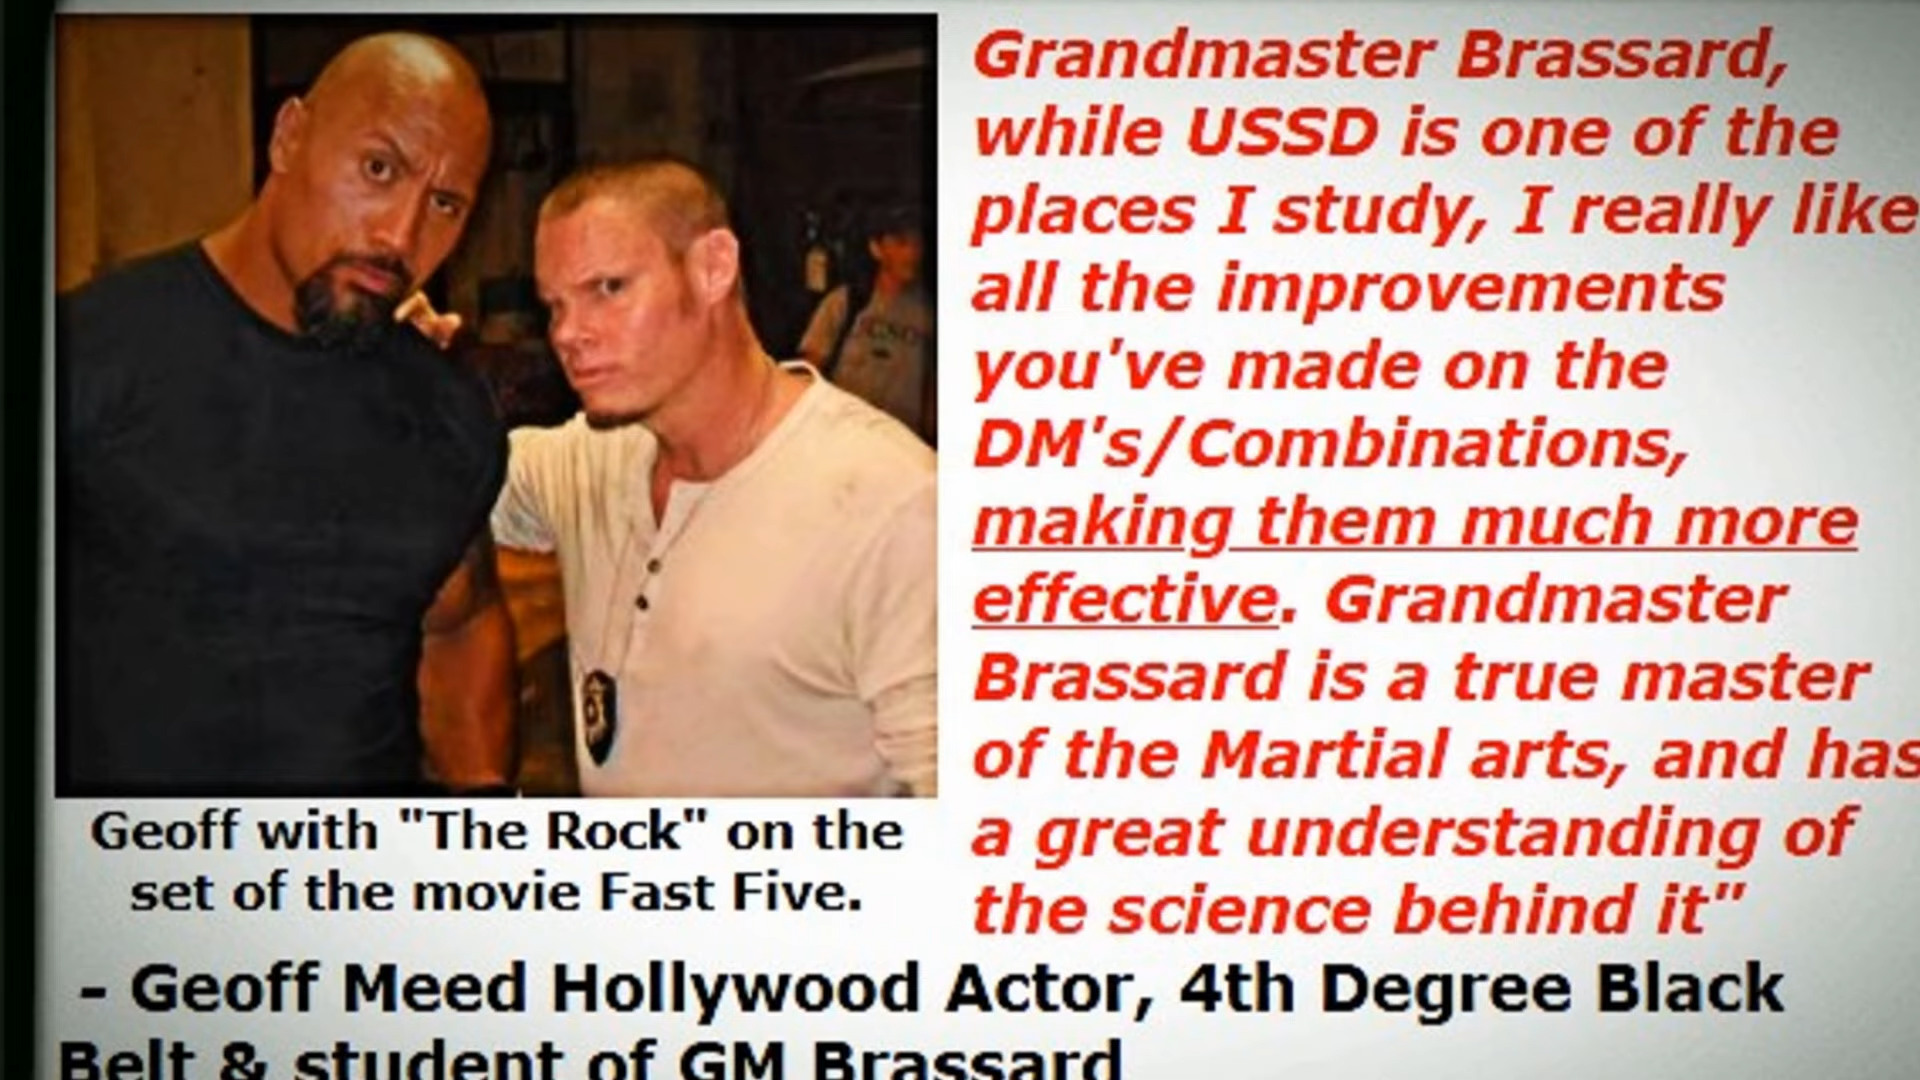 Grandmaster Brassard,
while USSD is one of the
places I study, I really like
all the improvements
you've made on the
DM's/Combinations,
making them much more
effective. Grandmaster
Brassard is a true master
of the Martial arts, and has
a great understanding of
the science behind it"
Geoff with "The Rock" on the
set of the movie Fast Five.
- Geoff Meed Hollywood Actor, 4th Degree Black
Belt & student of GM Brassard